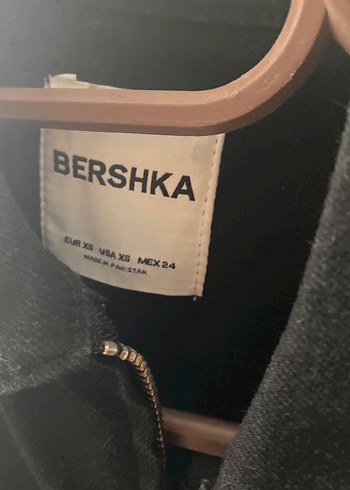 BERSHKA
EUR XS USA XS MEX 24
MADE IN PAKISTAN